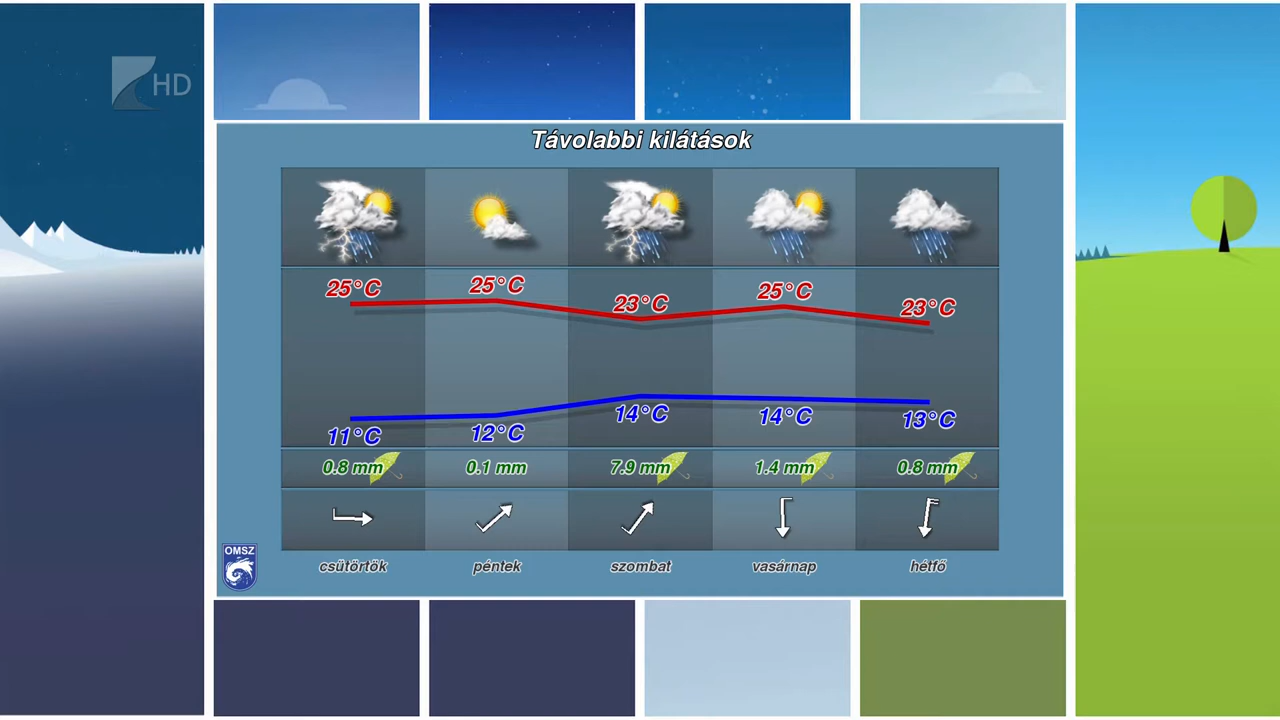 HD
Távolabbi kilátások
25°C 25°C 23°C 25°C 23°C
11°C 12°C 14°C 14°C 13°C
0.8 mm 0.1 mm 7.9 mm 1.4 mm 0.8 mm
OMSZ
csütörtök péntek szombat vasárnap hétfő